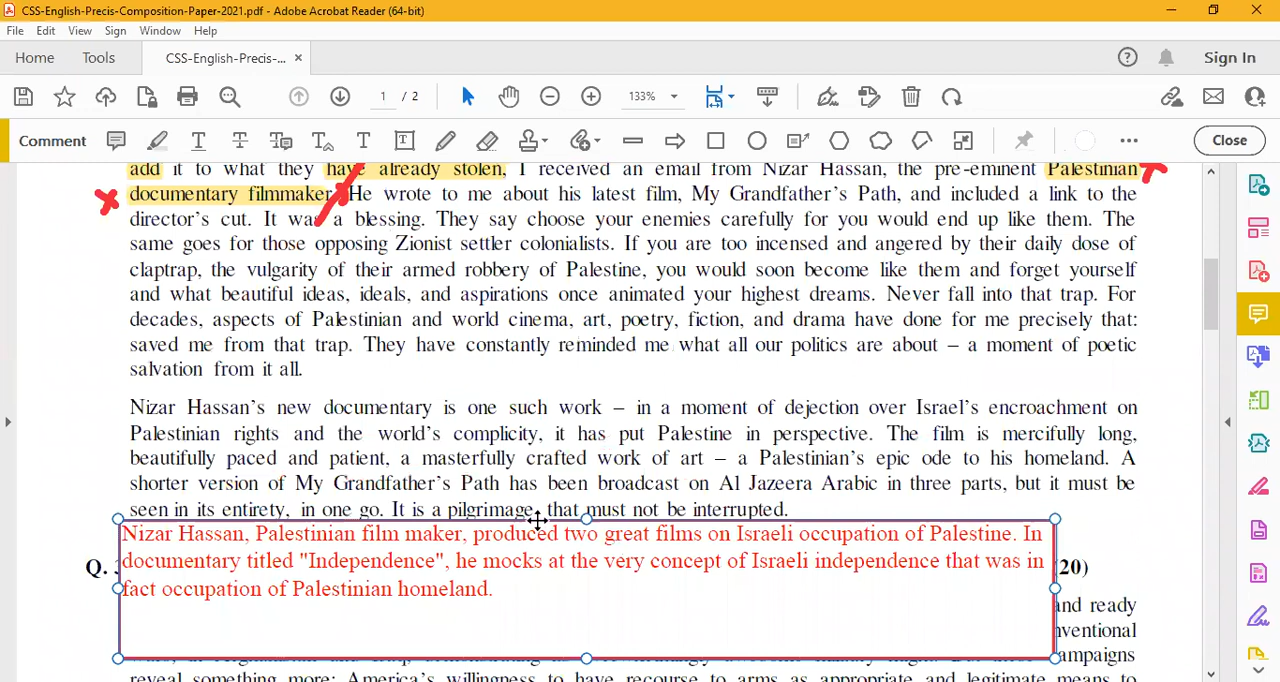 CSS-English-Precis-Composition-Paper-2021.pdf - Adobe Acrobat Reader (64-bit)
File Edit View Sign Window Help
Home Tools CSS-English-Precis-... × Sign In
1 / 2 133%
Comment Close
add it to what they have already stolen, I received an email from Nizar Hassan, the pre-eminent Palestinian
documentary filmmaker. He wrote to me about his latest film, My Grandfather's Path, and included a link to the
director's cut. It was a blessing. They say choose your enemies carefully for you would end up like them. The
same goes for those opposing Zionist settler colonialists. If you are too incensed and angered by their daily dose of
claptrap, the vulgarity of their armed robbery of Palestine, you would soon become like them and forget yourself
and what beautiful ideas, ideals, and aspirations once animated your highest dreams. Never fall into that trap. For
decades, aspects of Palestinian and world cinema, art, poetry, fiction, and drama have done for me precisely that:
saved me from that trap. They have constantly reminded me what all our politics are about – a moment of poetic
salvation from it all.
Nizar Hassan's new documentary is one such work – in a moment of dejection over Israel's encroachment on
Palestinian rights and the world's complicity, it has put Palestine in perspective. The film is mercifully long,
beautifully paced and patient, a masterfully crafted work of art – a Palestinian's epic ode to his homeland. A
shorter version of My Grandfather's Path has been broadcast on Al Jazeera Arabic in three parts, but it must be
seen in its entirety, in one go. It is a pilgrimage that must not be interrupted.
Nizar Hassan, Palestinian film maker, produced two great films on Israeli occupation of Palestine. In
documentary titled "Independence", he mocks at the very concept of Israeli independence that was in
fact occupation of Palestinian homeland.
Q. (20)
and ready
ampaigns
reveal something more: America's willingness to have recourse to arms as appropriate and legitimate means to